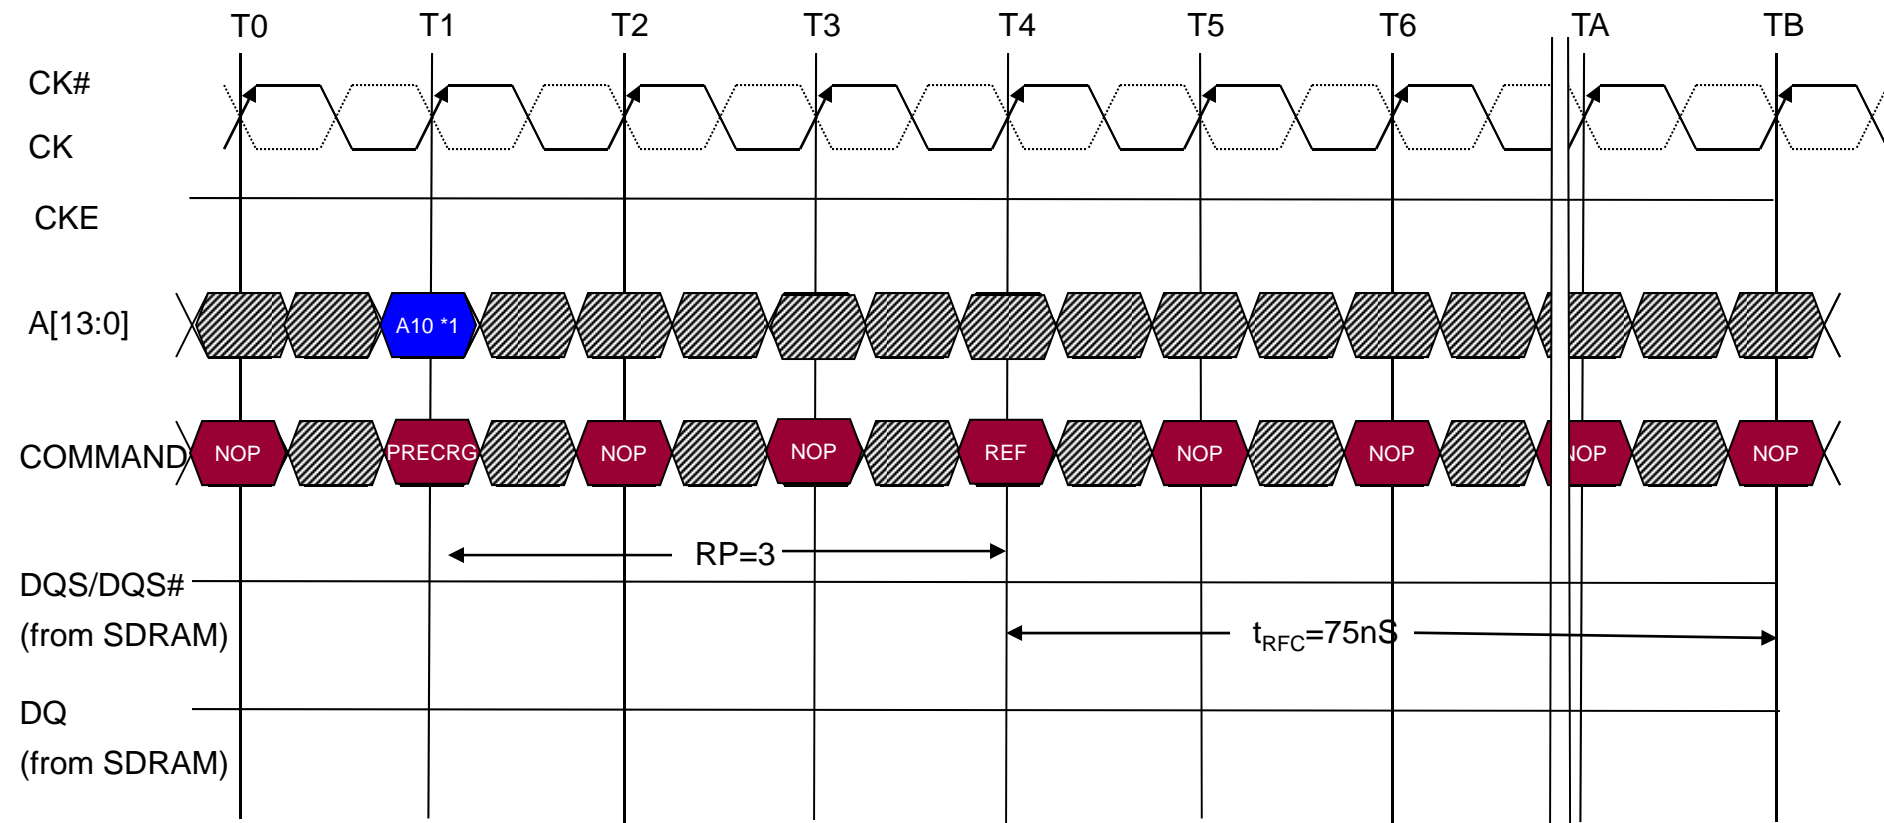 T0 T1 T2 T3 T4 T5 T6 TA TB
CK#
CK
CKE
A[13:0] A10 *1
COMMAND NOP PRECRG NOP NOP REF NOP NOP NOP NOP
RP=3
DQS/DQS#
(from SDRAM) tRFC=75nS
DQ
(from SDRAM)